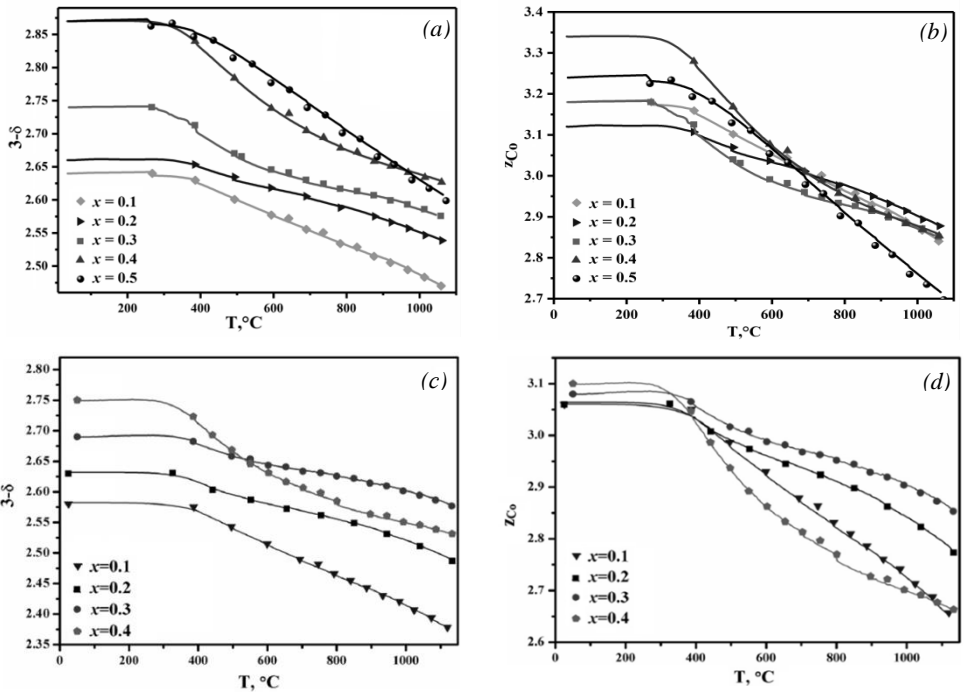 (a)
3-δ
2.85
2.80
2.75
2.70
2.65
2.60
2.55
2.50
x = 0.1
x = 0.2
x = 0.3
x = 0.4
x = 0.5
200 400 600 800 1000
T,°C
(b)
zCo
3.4
3.3
3.2
3.1
3.0
2.9
2.8
2.7
x = 0.1
x = 0.2
x = 0.3
x = 0.4
x = 0.5
0 200 400 600 800 1000
T,°C
(c)
3-δ
2.80
2.75
2.70
2.65
2.60
2.55
2.50
2.45
2.40
2.35
x=0.1
x=0.2
x=0.3
x=0.4
0 200 400 600 800 1000
T, °C
(d)
zCo
3.1
3.0
2.9
2.8
2.7
2.6
x=0.1
x=0.2
x=0.3
x=0.4
0 200 400 600 800 1000
T, °C